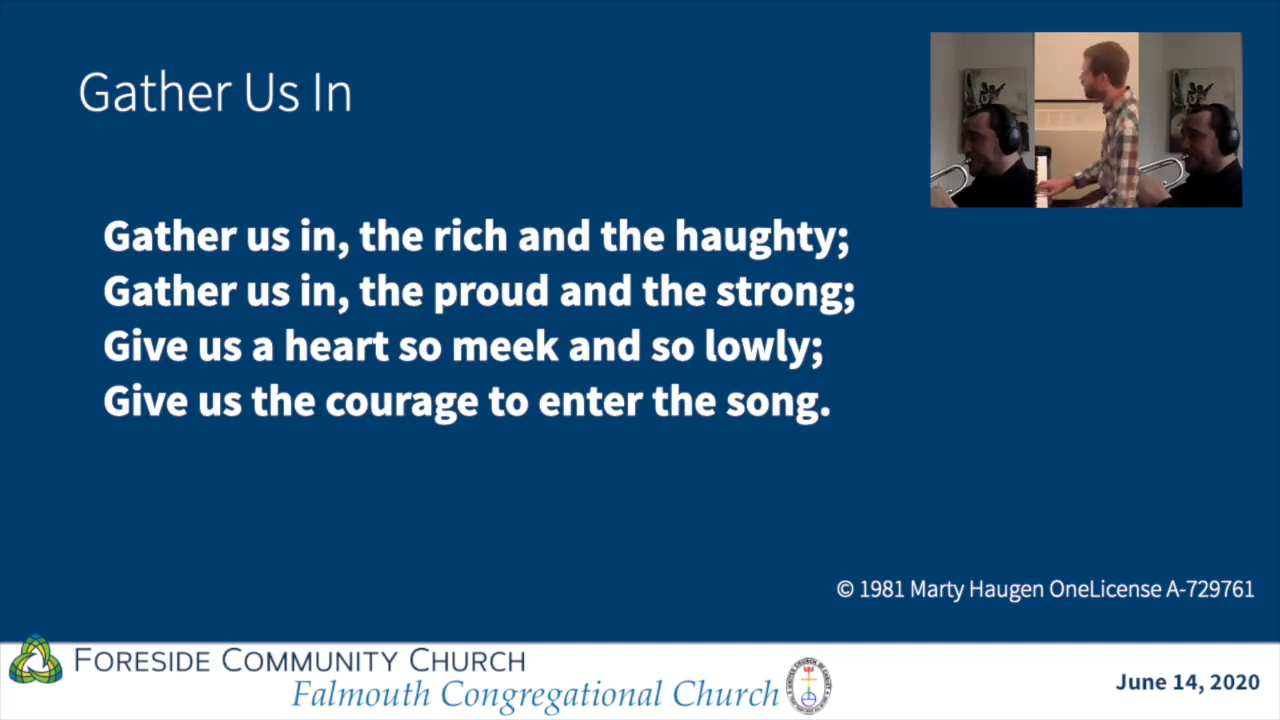 Gather Us In
Gather us in, the rich and the haughty;
Gather us in, the proud and the strong;
Give us a heart so meek and so lowly;
Give us the courage to enter the song.
© 1981 Marty Haugen OneLicense A-729761
FORESIDE COMMUNITY CHURCH
Falmouth Congregational Church
June 14, 2020